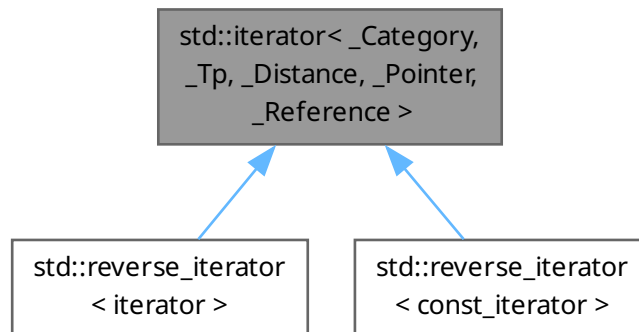 std::iterator< _Category,
_Tp, _Distance, _Pointer,
_Reference >
std::reverse_iterator
< iterator >
std::reverse_iterator
< const_iterator >